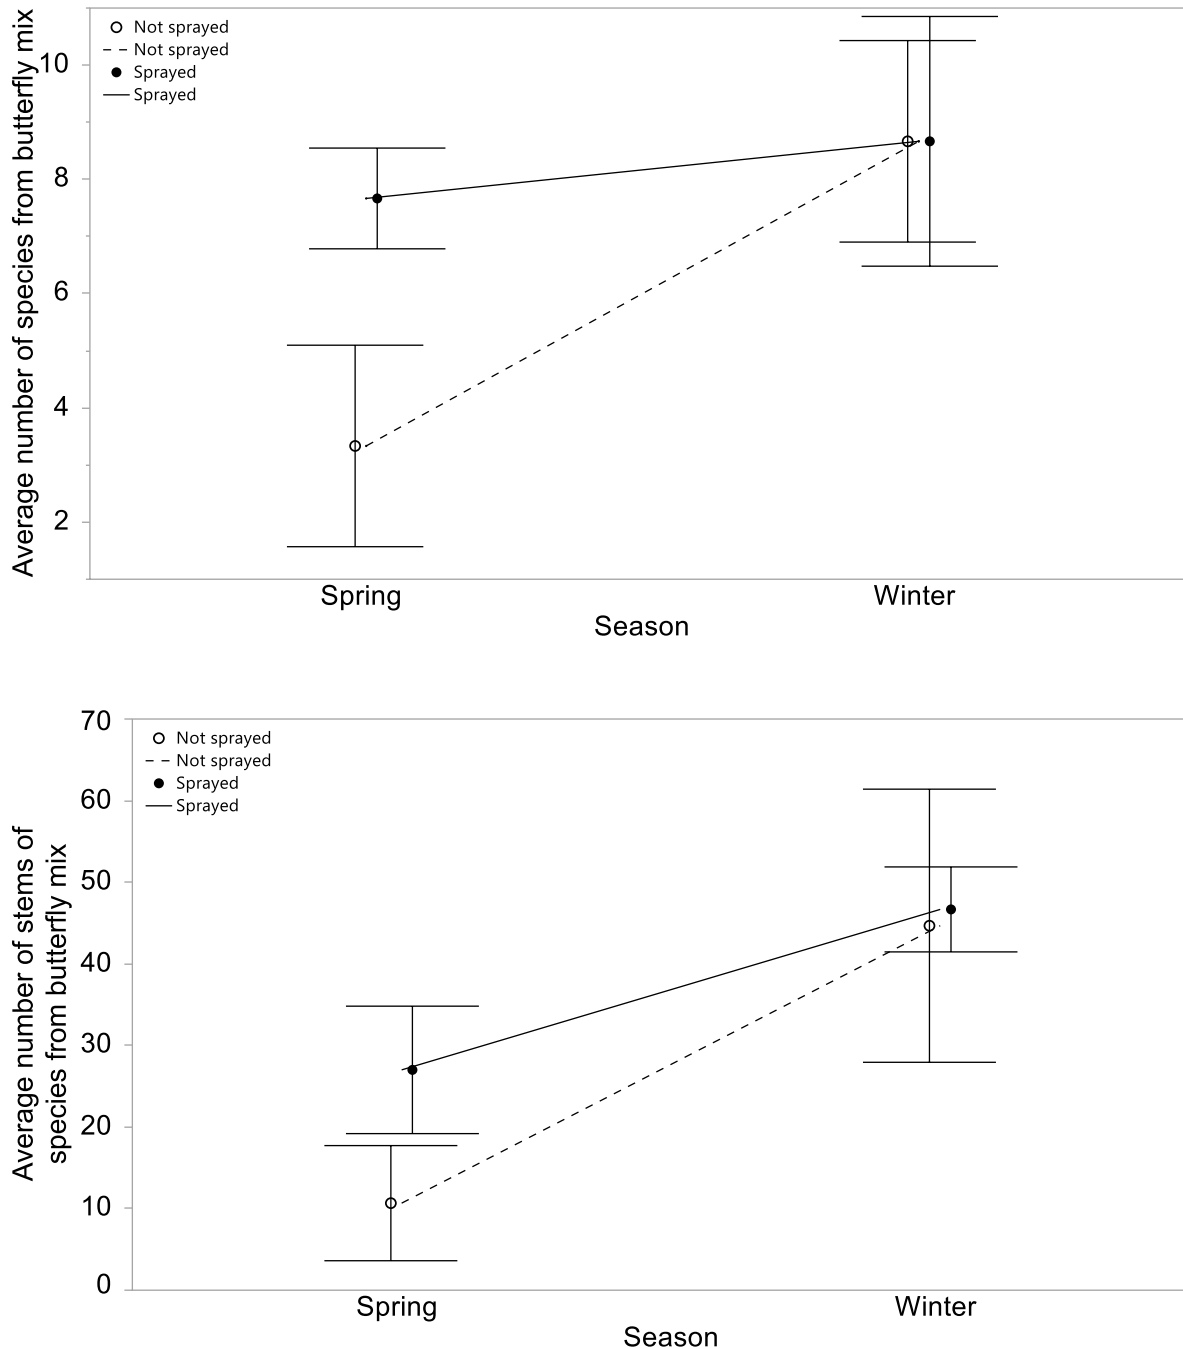 Not sprayed
Not sprayed
Sprayed
Sprayed
Average number of species from butterfly mix
10
8
6
4
2
Spring
Winter
Season
Not sprayed
Not sprayed
Sprayed
Sprayed
Average number of stems of
species from butterfly mix
70
60
50
40
30
20
10
0
Spring
Winter
Season